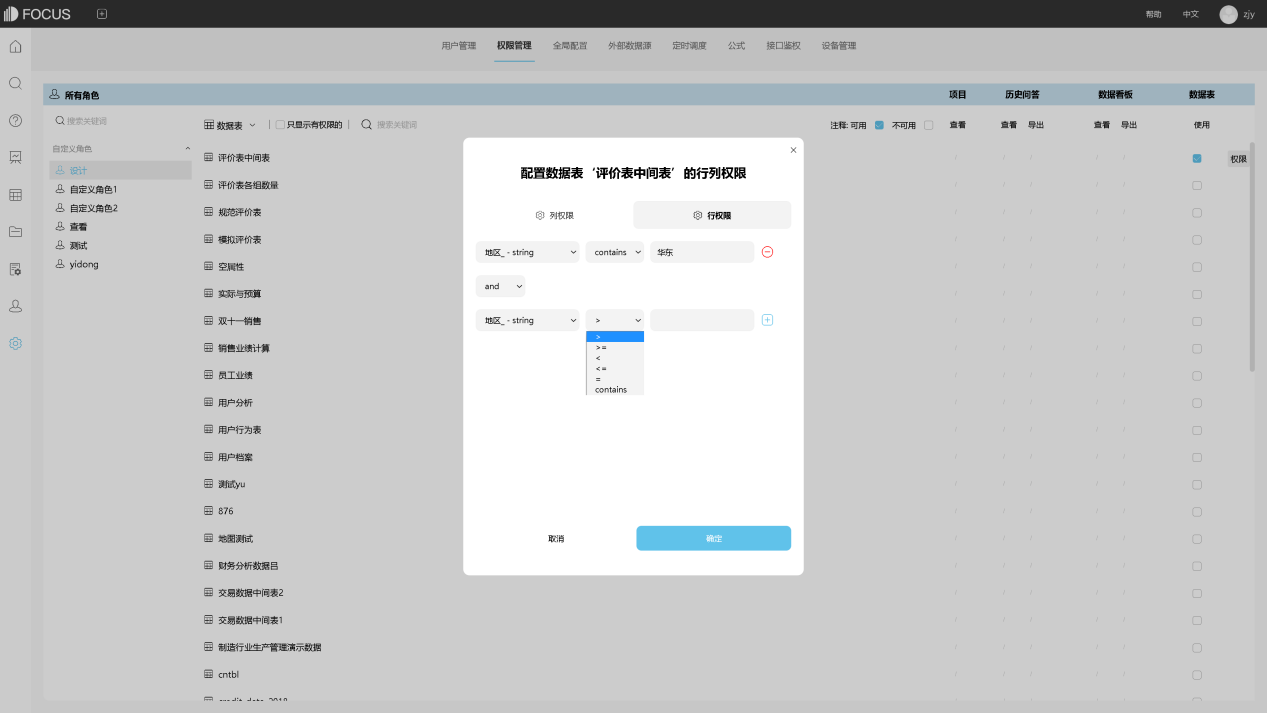 FOCUS
帮助 中文 zjy
用户管理 权限管理 全局配置 外部数据源 定时调度 公式 接口鉴权 设备管理
所有角色 项目 历史问答 数据看板 数据表
搜索关键词
数据表 只显示有权限的 搜索关键词 注释: 可用 不可用 查看 查看 导出 查看 导出 使用
自定义角色
设计
自定义角色1
自定义角色2
查看
测试
yidong
评价表中间表 权限
评价表各组数量
规范评价表
模拟评价表
空属性
实际与预算
双十一销售
销售业绩计算
员工业绩
用户分析
用户行为表
用户档案
测试yu
876
地图测试
财务分析数据吕
交易数据中间表2
交易数据中间表1
制造行业生产管理演示数据
cntbl
credit_data_2018
配置数据表‘评价表中间表’的行列权限
列权限 行权限
地区_ - string contains 华东
and
地区_ - string >
>
>=
<
<=
=
contains
取消 确定